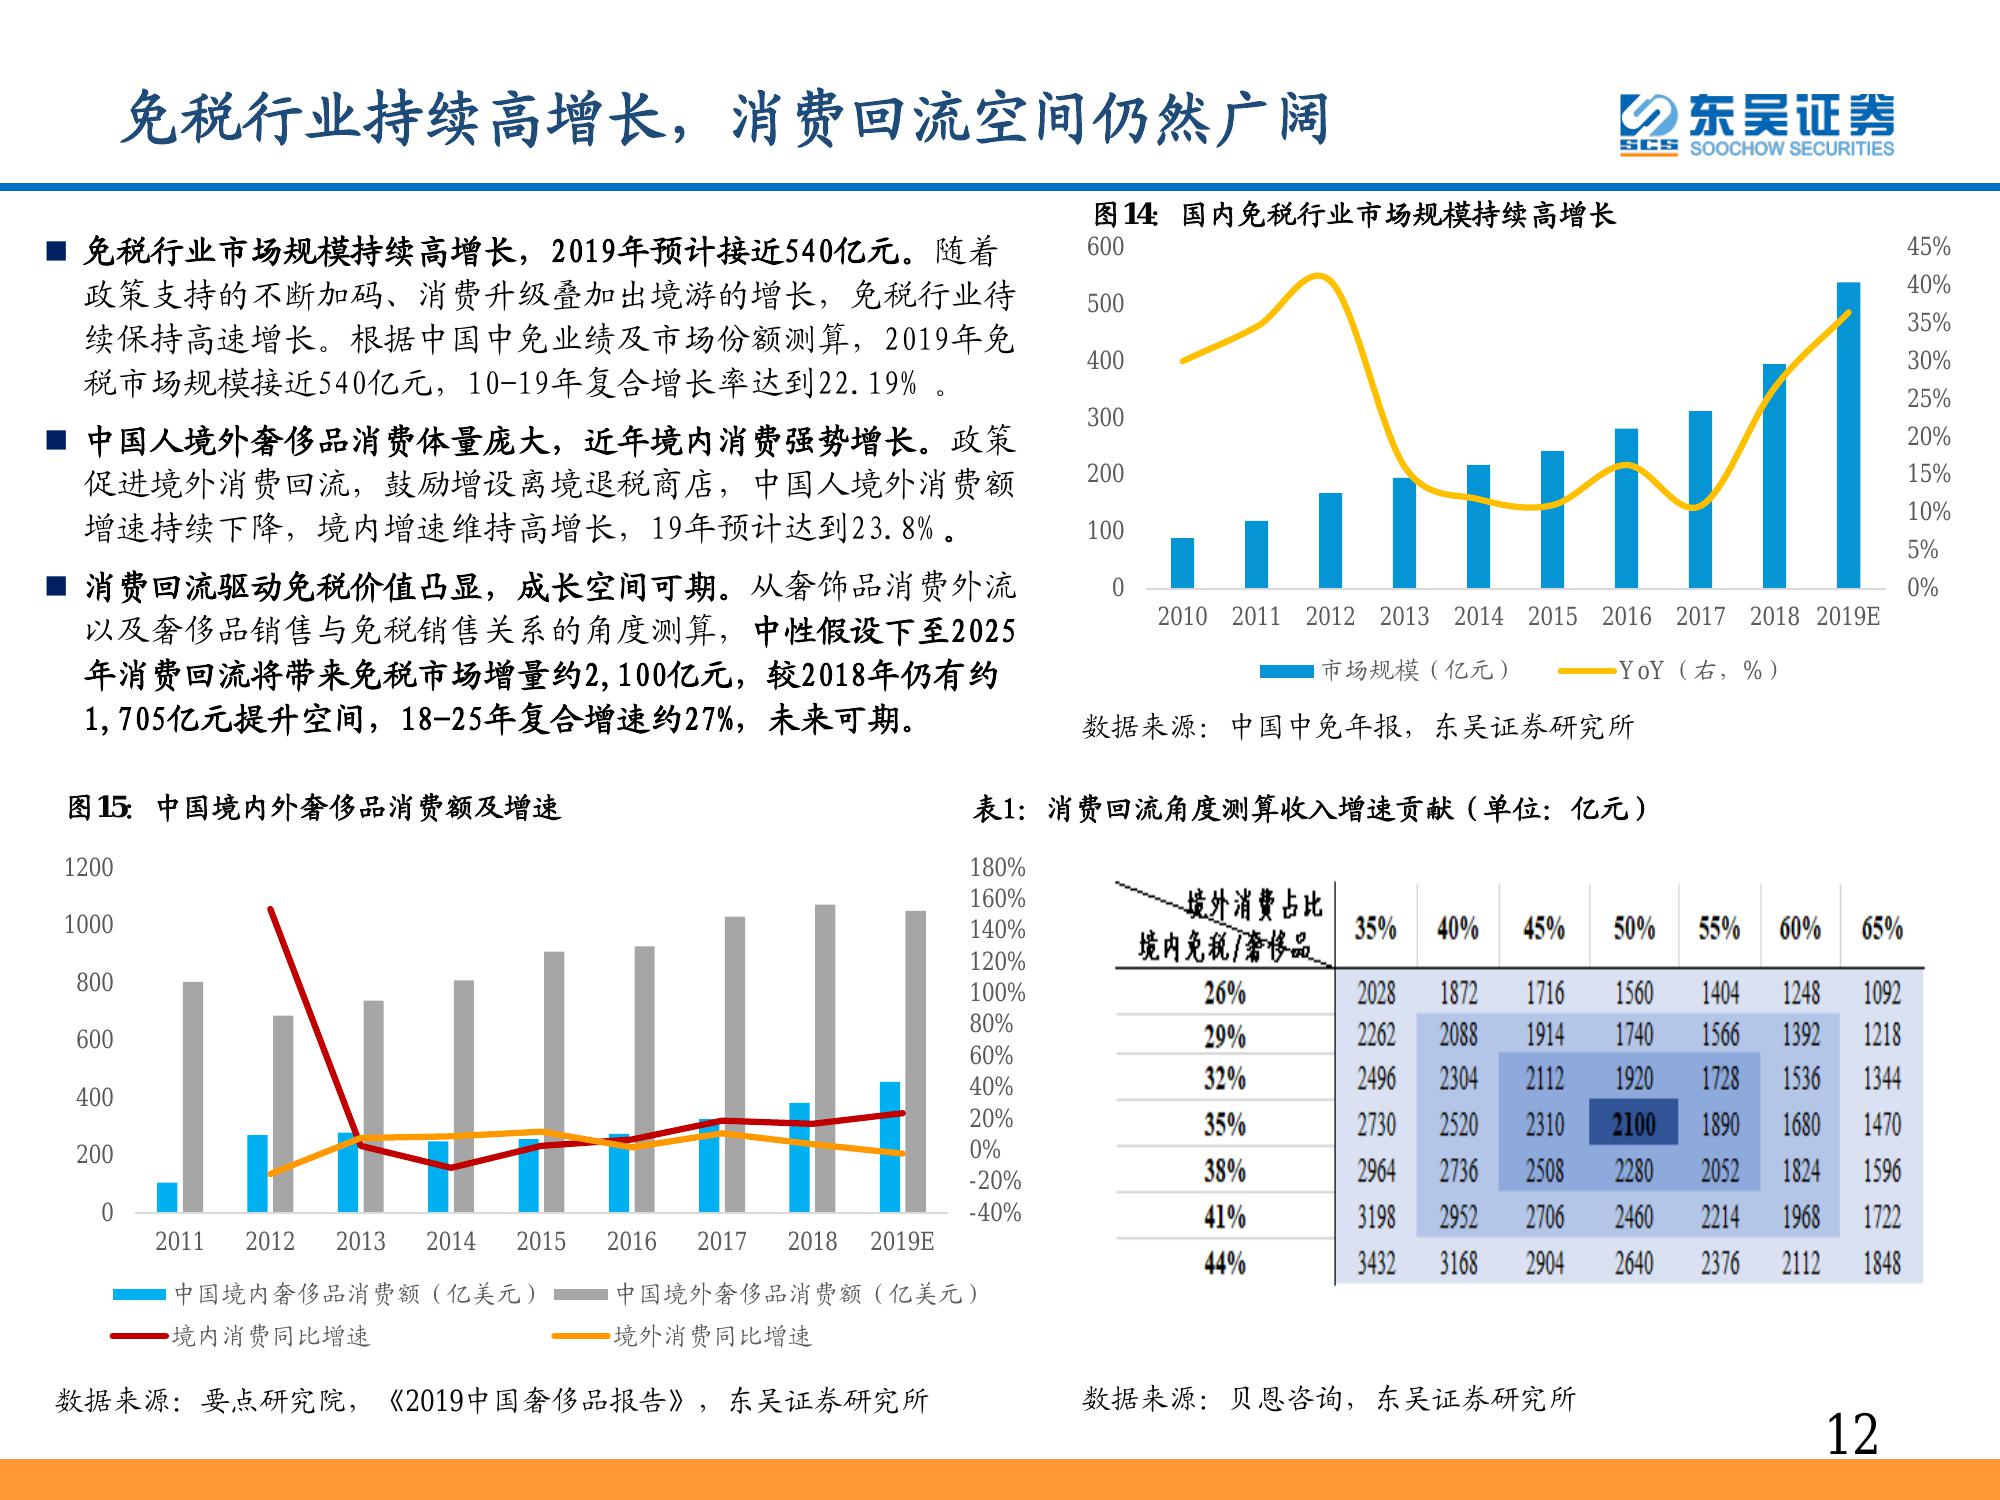 免税行业持续高增长，消费回流空间仍然广阔
东吴证券
SCS
SOOCHOW SECURITIES
■ 免税行业市场规模持续高增长，2019年预计接近540亿元。随着
政策支持的不断加码、消费升级叠加出境游的增长，免税行业待
续保持高速增长。根据中国中免业绩及市场份额测算，2019年免
税市场规模接近540亿元，10-19年复合增长率达到22.19% 。
■ 中国人境外奢侈品消费体量庞大，近年境内消费强势增长。政策
促进境外消费回流，鼓励增设离境退税商店，中国人境外消费额
增速持续下降，境内增速维持高增长，19年预计达到23.8%。
■ 消费回流驱动免税价值凸显，成长空间可期。从奢饰品消费外流
以及奢侈品销售与免税销售关系的角度测算，中性假设下至2025
年消费回流将带来免税市场增量约2,100亿元，较2018年仍有约
1,705亿元提升空间，18-25年复合增速约27%，未来可期。
图14：国内免税行业市场规模持续高增长
600
500
400
300
200
100
0
45%
40%
35%
30%
25%
20%
15%
10%
5%
0%
2010 2011 2012 2013 2014 2015 2016 2017 2018 2019E
市场规模（亿元） YoY（右，%）
数据来源：中国中免年报，东吴证券研究所
图15：中国境内外奢侈品消费额及增速
1200
1000
800
600
400
200
0
180%
160%
140%
120%
100%
80%
60%
40%
20%
0%
-20%
-40%
2011 2012 2013 2014 2015 2016 2017 2018 2019E
中国境内奢侈品消费额（亿美元） 中国境外奢侈品消费额（亿美元）
境内消费同比增速 境外消费同比增速
数据来源：要点研究院，《2019中国奢侈品报告》，东吴证券研究所
表1：消费回流角度测算收入增速贡献（单位：亿元）
境外消费占比
境内免税/奢侈品
35% 40% 45% 50% 55% 60% 65%
26% 2028 1872 1716 1560 1404 1248 1092
29% 2262 2088 1914 1740 1566 1392 1218
32% 2496 2304 2112 1920 1728 1536 1344
35% 2730 2520 2310 2100 1890 1680 1470
38% 2964 2736 2508 2280 2052 1824 1596
41% 3198 2952 2706 2460 2214 1968 1722
44% 3432 3168 2904 2640 2376 2112 1848
数据来源：贝恩咨询，东吴证券研究所
12